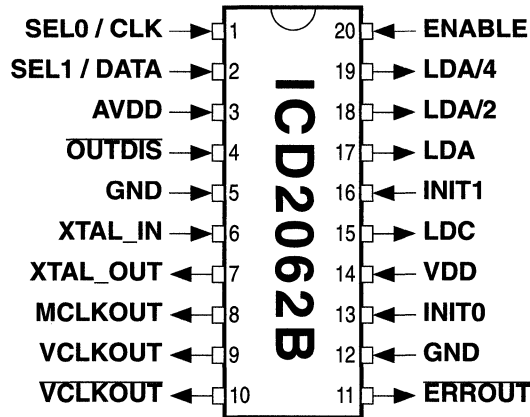 SEL0 / CLK 1 20 ENABLE
SEL1 / DATA 2 19 LDA/4
AVDD 3 18 LDA/2
OUTDIS 4 17 LDA
GND 5 16 INIT1
XTAL_IN 6 15 LDC
XTAL_OUT 7 14 VDD
MCLKOUT 8 13 INIT0
VCLKOUT 9 12 GND
VCLKOUT 10 11 ERROUT
ICD2062B